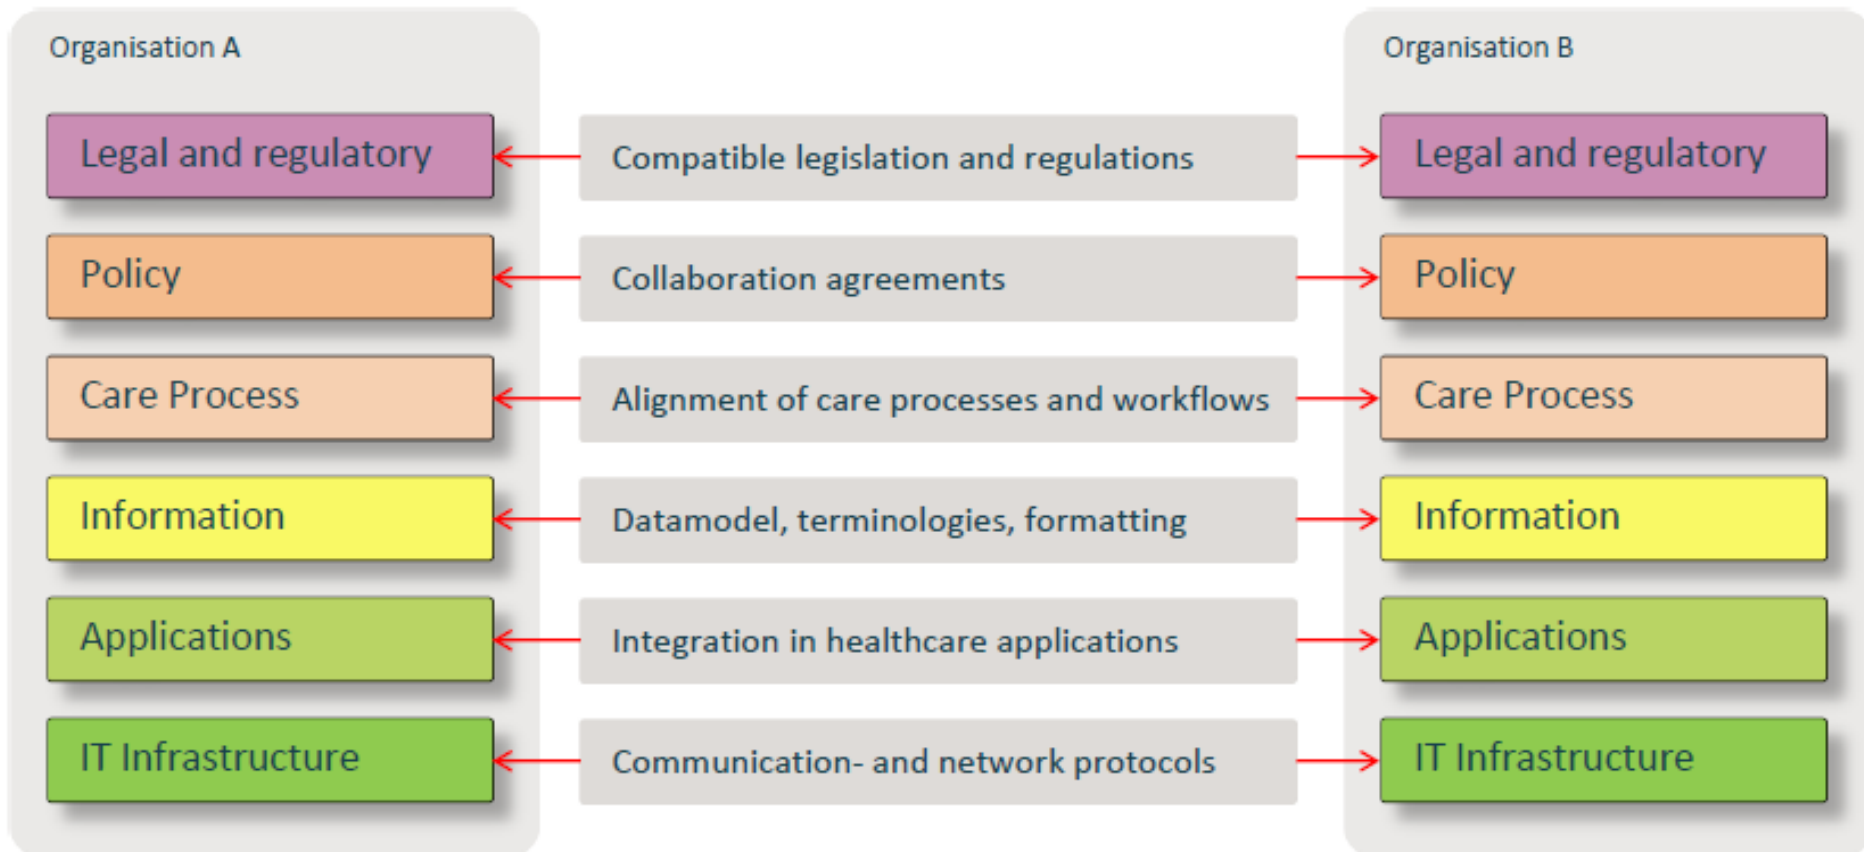 Organisation A
Organisation B
Legal and regulatory
Compatible legislation and regulations
Legal and regulatory
Policy
Collaboration agreements
Policy
Care Process
Alignment of care processes and workflows
Care Process
Information
Datamodel, terminologies, formatting
Information
Applications
Integration in healthcare applications
Applications
IT Infrastructure
Communication- and network protocols
IT Infrastructure